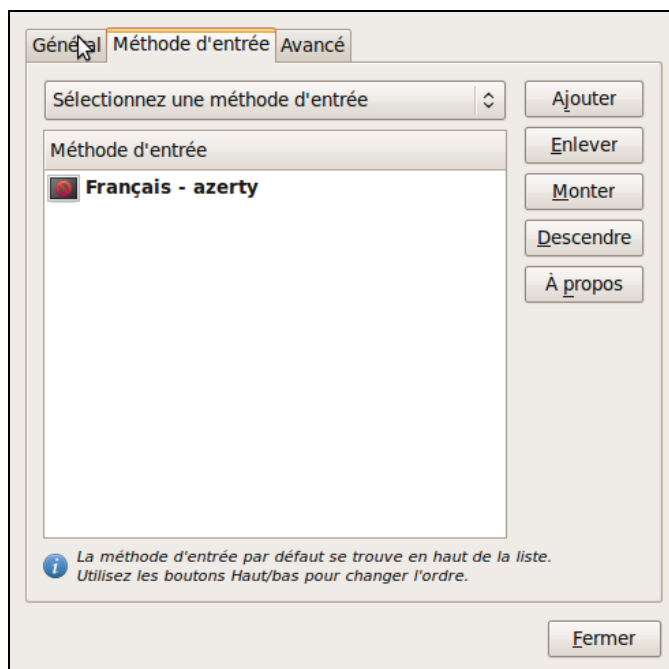 Général Méthode d'entrée Avancé
Sélectionnez une méthode d'entrée Ajouter
Méthode d'entrée Enlever
Français - azerty Monter
Descendre
À propos
La méthode d'entrée par défaut se trouve en haut de la liste.
Utilisez les boutons Haut/bas pour changer l'ordre.
Fermer